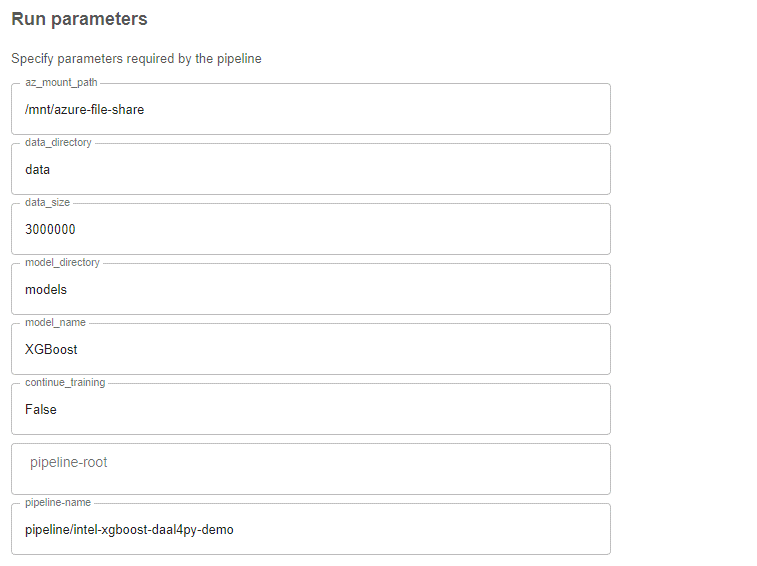 Run parameters
Specify parameters required by the pipeline
az_mount_path
/mnt/azure-file-share
data_directory
data
data_size
3000000
model_directory
models
model_name
XGBoost
continue_training
False
pipeline-root
pipeline-name
pipeline/intel-xgboost-daal4py-demo